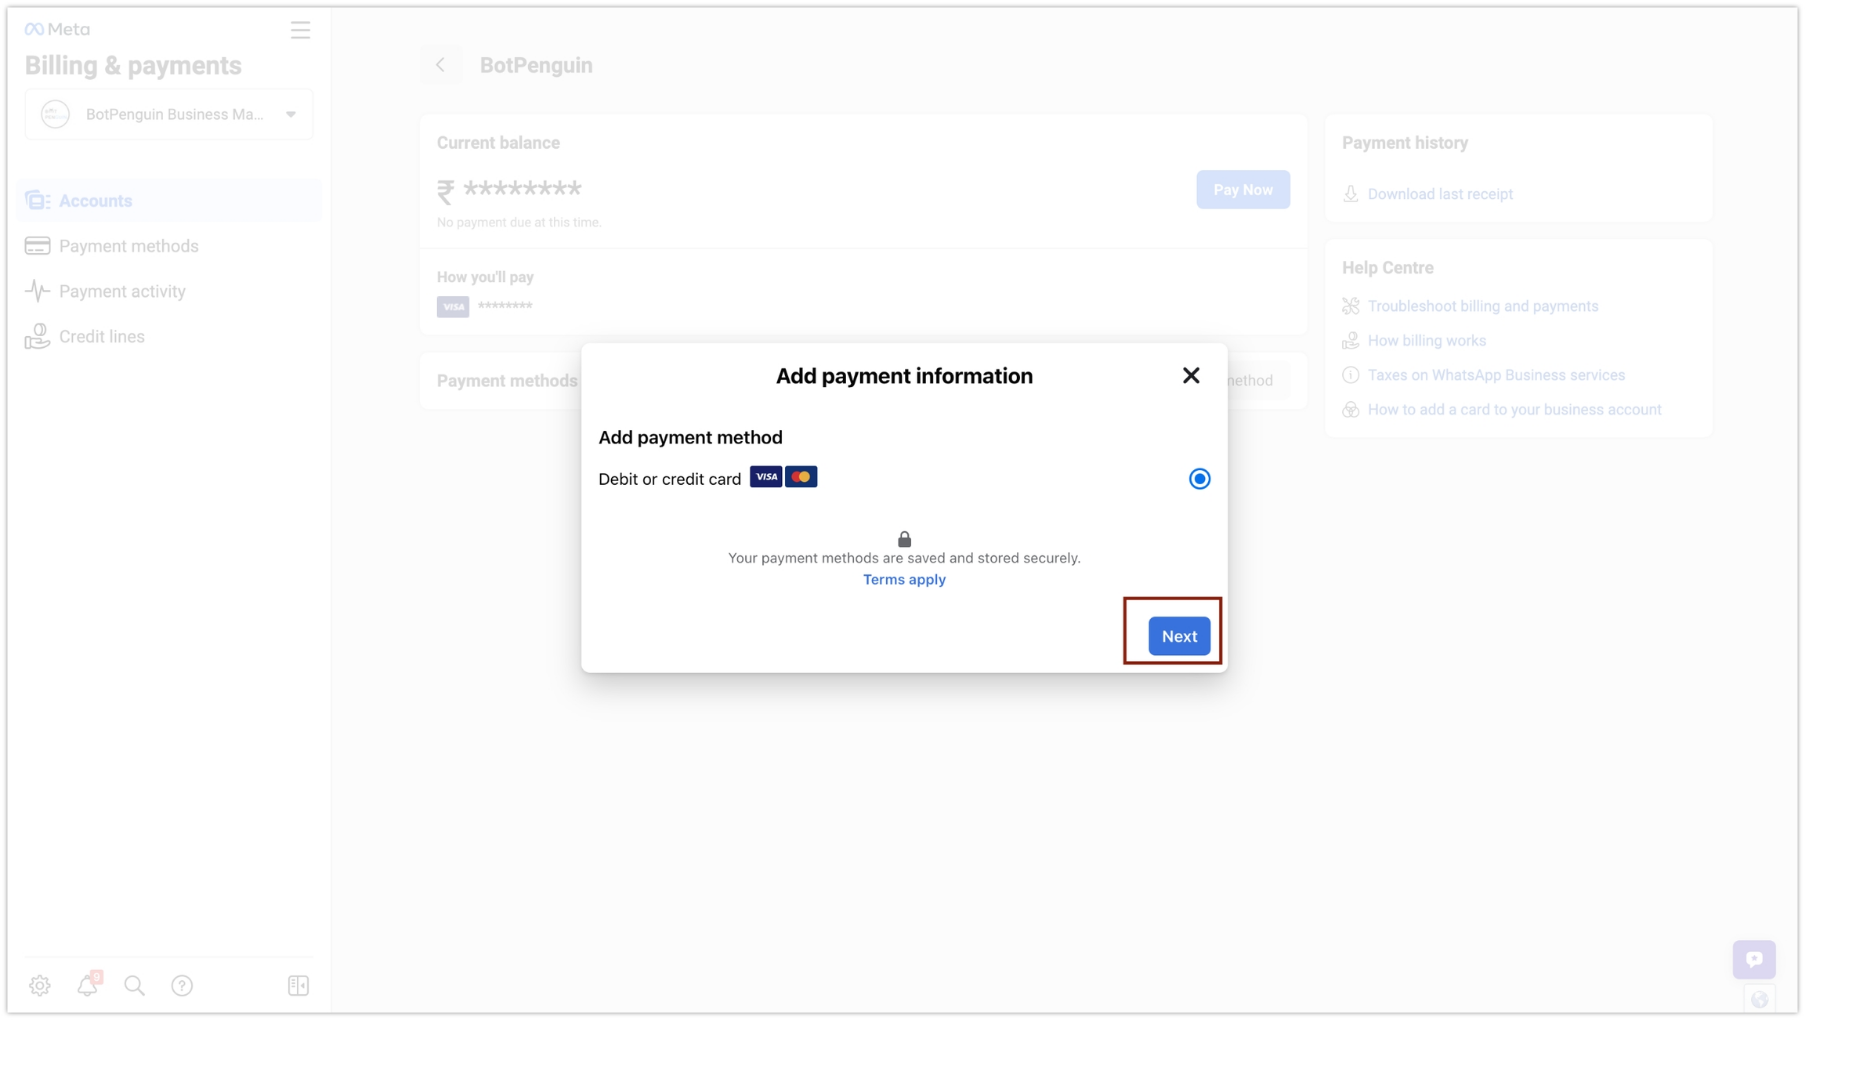 Meta
Billing & payments
BotPenguin Business Ma...
Accounts
Payment methods
Payment activity
Credit lines
9
BotPenguin
Current balance
₹ ********
Pay Now
No payment due at this time.
How you'll pay
VISA ********
Payment methods
ethod
Payment history
Download last receipt
Help Centre
Troubleshoot billing and payments
How billing works
Taxes on WhatsApp Business services
How to add a card to your business account
Add payment information
Add payment method
Debit or credit card VISA
Your payment methods are saved and stored securely.
Terms apply
Next